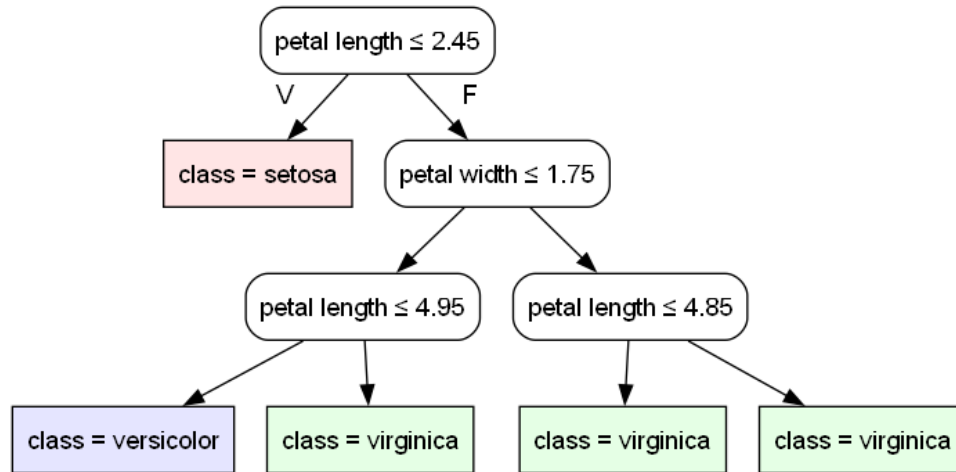 petal length ≤ 2.45
V
F
class = setosa
petal width ≤ 1.75
petal length ≤ 4.95
petal length ≤ 4.85
class = versicolor
class = virginica
class = virginica
class = virginica